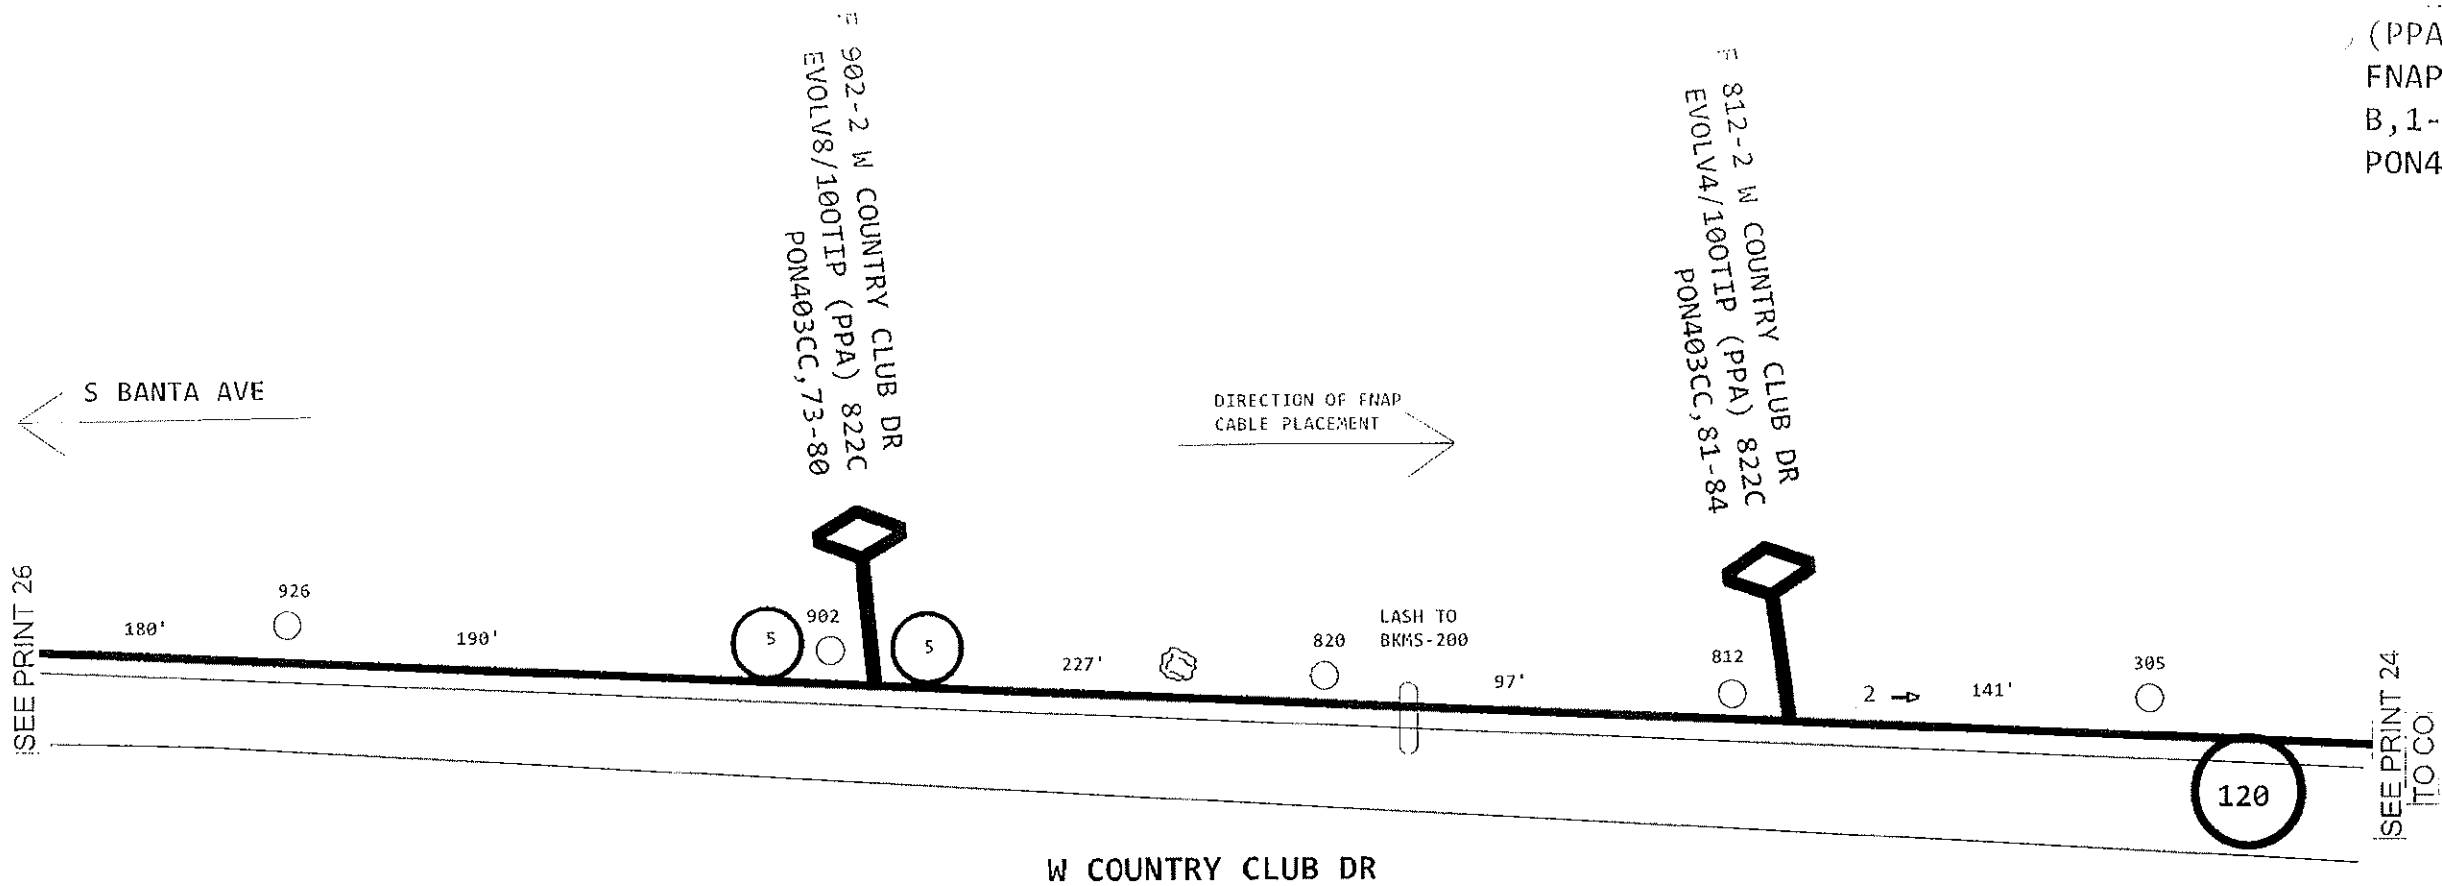 (PPA
FNAP
B,1-
PON4
F 902-2 W COUNTRY CLUB DR
EVOLV8/100TIP (PPA) 822C
PON403CC,73-80
F 812-2 W COUNTRY CLUB DR
EVOLV4/100TIP (PPA) 822C
PON403CC,81-84
S BANTA AVE
DIRECTION OF FNAP
CABLE PLACEMENT
SEE PRINT 26
180'
926
190'
5
902
5
227'
820
LASH TO
BKMS-200
97'
812
2
141'
305
120
SEE PRINT 24
TO CO
W COUNTRY CLUB DR